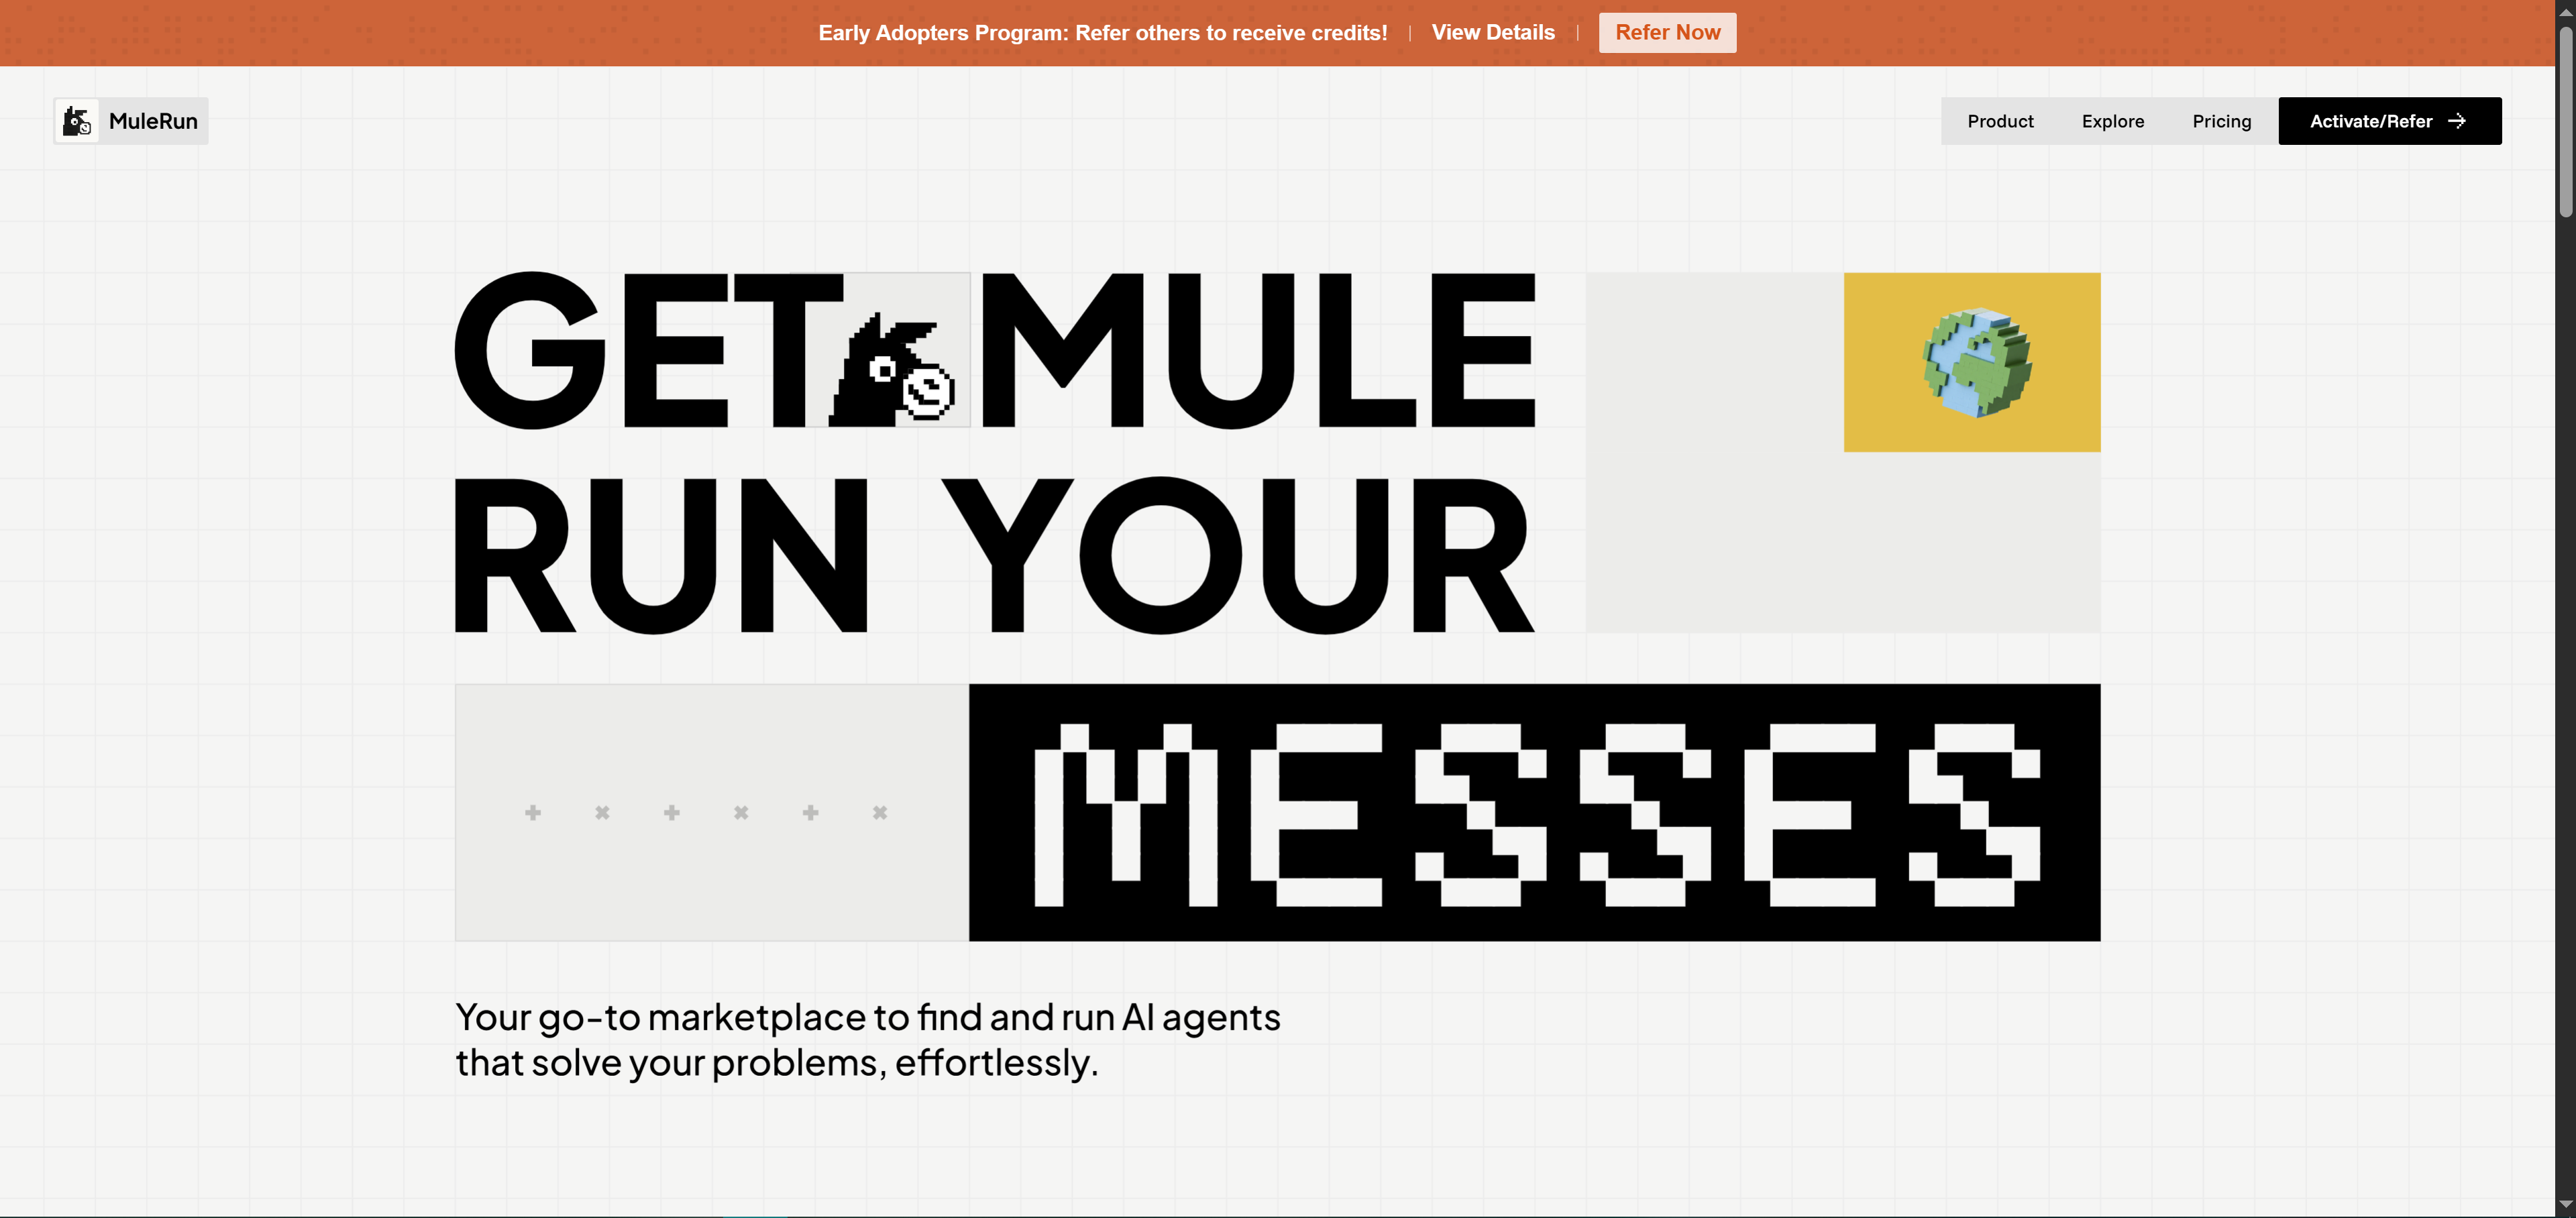 Early Adopters Program: Refer others to receive credits! | View Details | Refer Now
MuleRun
Product Explore Pricing Activate/Refer →
GET MULE
RUN YOUR
MESSES
Your go-to marketplace to find and run AI agents
that solve your problems, effortlessly.